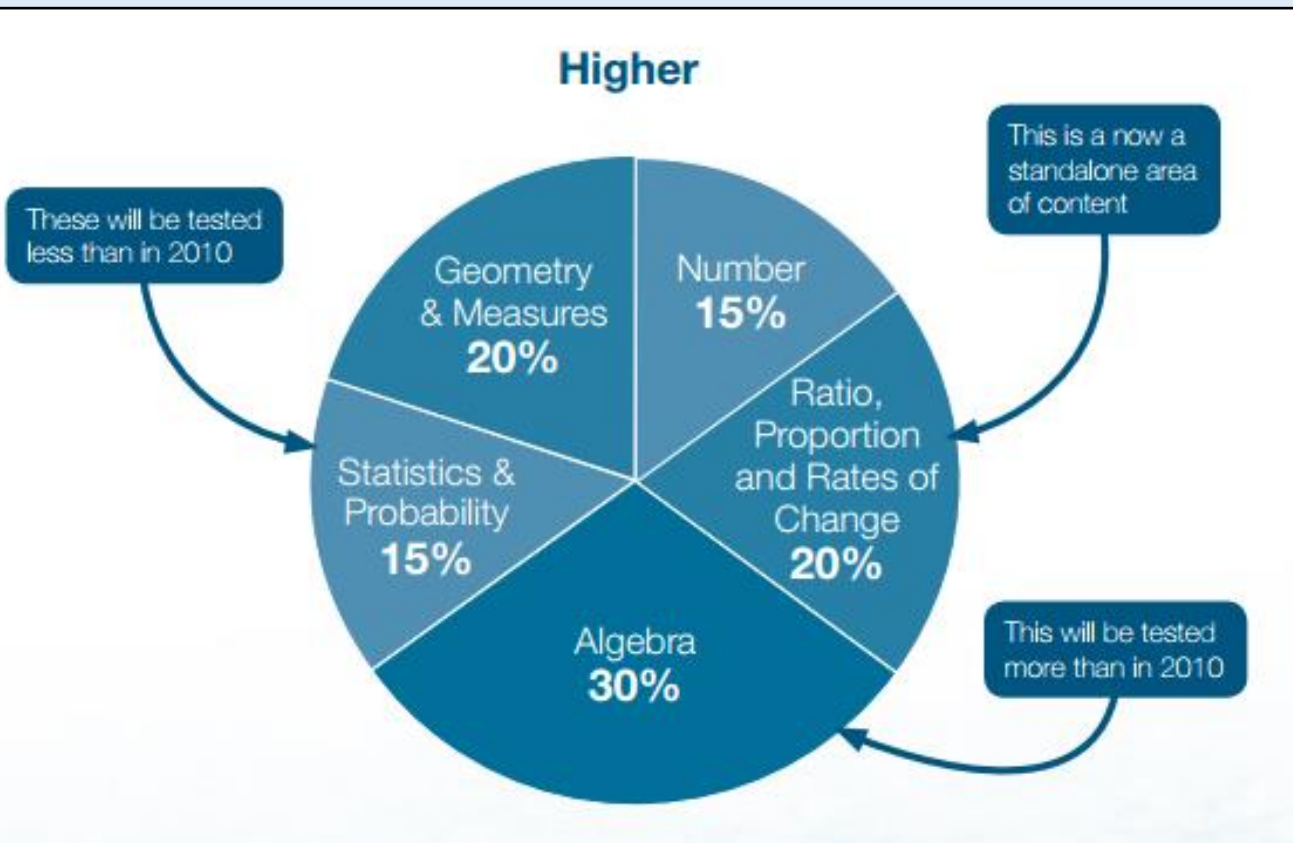 Higher
This is a now a
standalone area
of content
These will be tested
less than in 2010
Geometry
& Measures
20%
Number
15%
Ratio,
Proportion
and Rates of
Change
20%
Statistics &
Probability
15%
Algebra
30%
This will be tested
more than in 2010